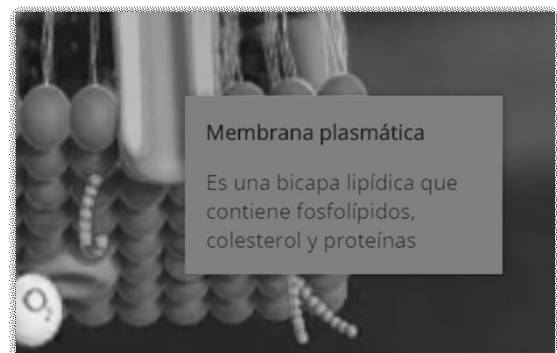 Membrana plasmática
Es una bicapa lipídica que
contiene fosfolípidos,
colesterol y proteínas
O₂